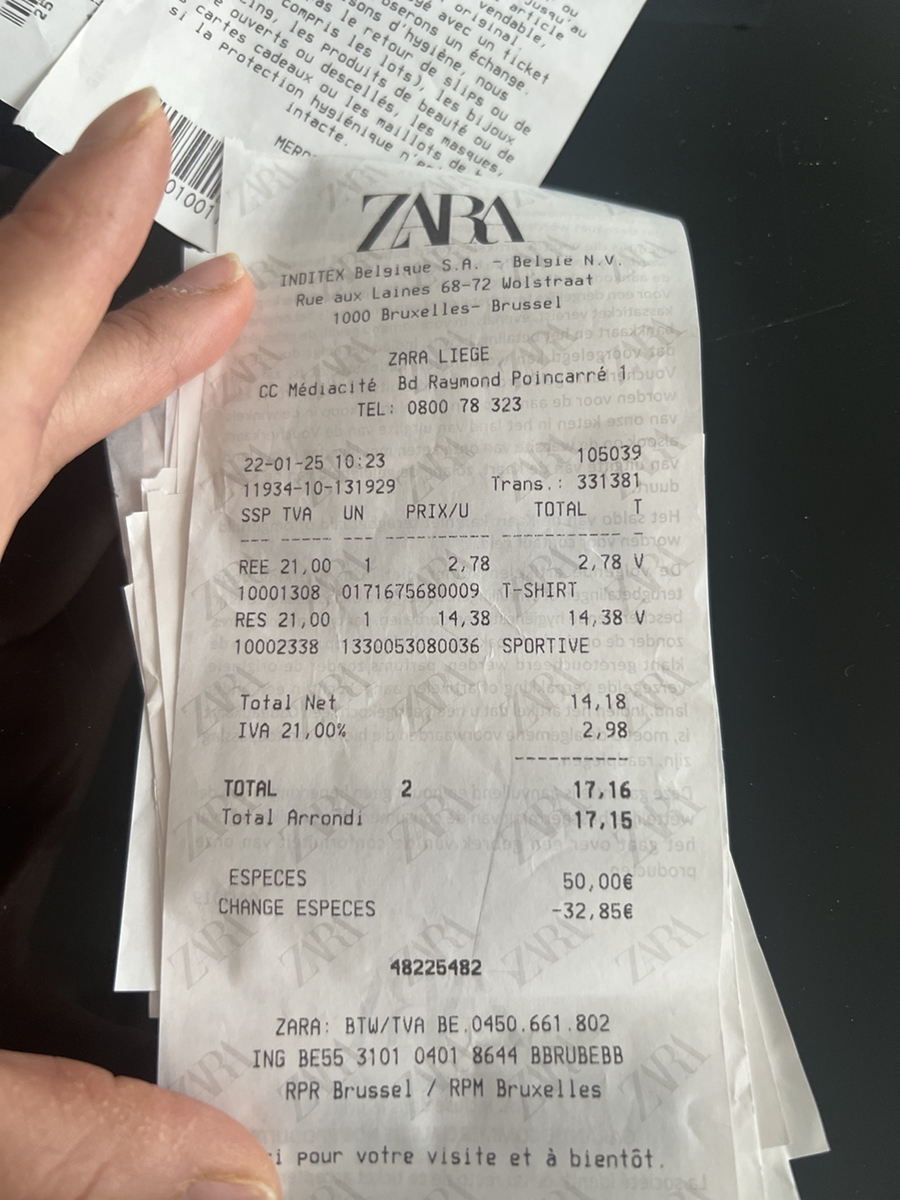 jusqu'au
vendable,
article
original.
avec un ticket
oserons un échange.
sons d'hygiène, nous
as le retour de slips ou de
compris les lots), les bijoux
cing, les produits de beauté ou de
e ouverts ou descellés, les masques,
s cartes cadeaux ou les maillots de
si la protection hygiénique n'e
intacte.
01001
ZARA
INDITEX Belgique S.A. - Belgie N.V.
Rue aux Laines 68-72 Wolstraat
1000 Bruxelles- Brussel
ZARA LIEGE
CC Médiacité Bd Raymond Poincarré 1
TEL: 0800 78 323
22-01-25 10:23 105039
11934-10-131929 Trans.: 331381
SSP TVA UN PRIX/U TOTAL T
REE 21,00 1 2,78 2,78 V
10001308 0171675680009 T-SHIRT
RES 21,00 1 14,38 14,38 V
10002338 1330053080036 SPORTIVE
Total Net 14,18
IVA 21,00% 2,98
TOTAL 2 17,16
Total Arrondi 17,15
ESPECES 50,00€
CHANGE ESPECES -32,85€
48225482
ZARA: BTW/TVA BE.0450.661.802
ING BE55 3101 0401 8644 BBRUBEBB
RPR Brussel / RPM Bruxelles
i pour votre visite et à bientôt.